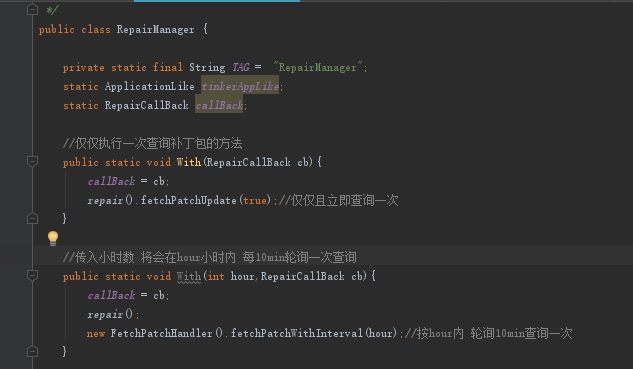 */
public class RepairManager {
private static final String TAG = "RepairManager";
static ApplicationLike tinkerAppLike;
static RepairCallBack callBack;
//仅仅执行一次查询补丁包的方法
public static void With(RepairCallBack cb){
callBack = cb;
repair().fetchPatchUpdate(true);//仅仅且立即查询一次
}
//传入小时数 将会在hour小时内 每10min轮询一次查询
public static void With(int hour,RepairCallBack cb){
callBack = cb;
repair();
new FetchPatchHandler().fetchPatchWithInterval(hour);//按hour内 轮询10min查询一次
}